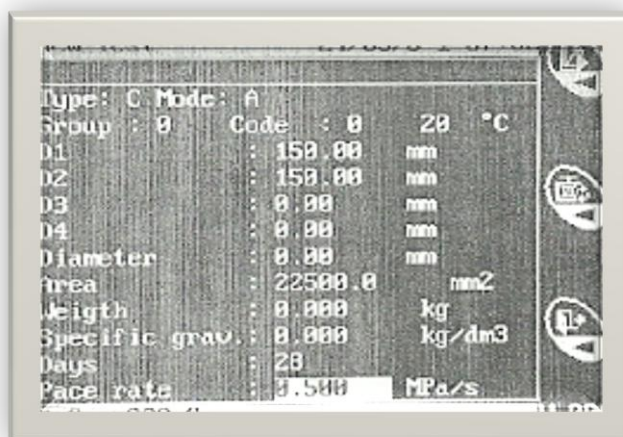 New Test
Type: C Mode: A
Group : 0 Code : 0 20 °C
D1 : 150.00 mm
D2 : 150.00 mm
D3 : 0.00 mm
D4 : 0.00 mm
Diameter : 0.00 mm
Area : 22500.0 mm2
Weigth : 0.000 kg
Specific grav.: 0.000 kg/dm3
Days : 28
Pace rate : 0.500 MPa/s